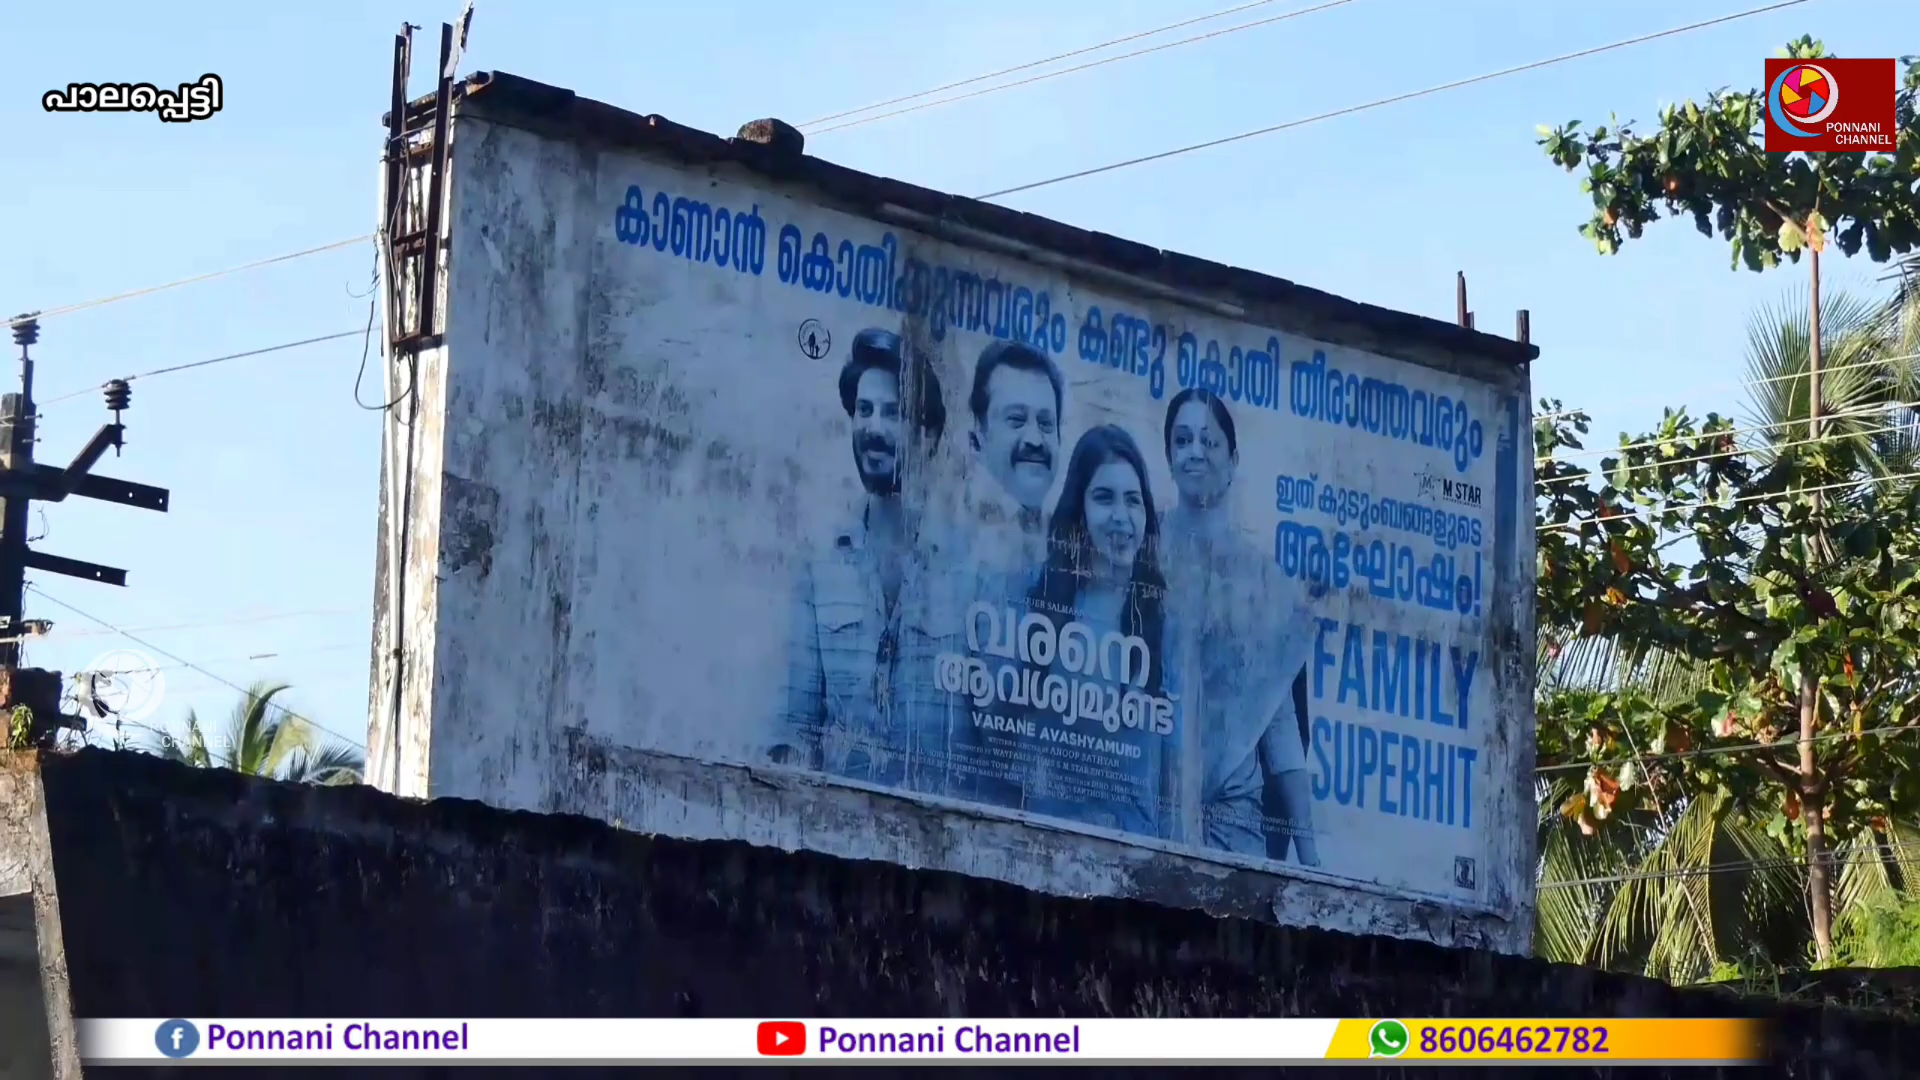 പാലപ്പെട്ടി
PONNANI
CHANNEL
കാണാൻ കൊതിക്കുന്നവരും കണ്ടു കൊതി തീരാത്തവരും
M STAR
ഇത് കുടുംബങ്ങളുടെ
ആഘോഷം!
FAMILY
SUPERHIT
വരനെ
ആവശ്യമുണ്ട്
VARANE AVASHYAMUND
ANOOP SATHYAN
CHANNEL
Ponnani Channel
Ponnani Channel
8606462782